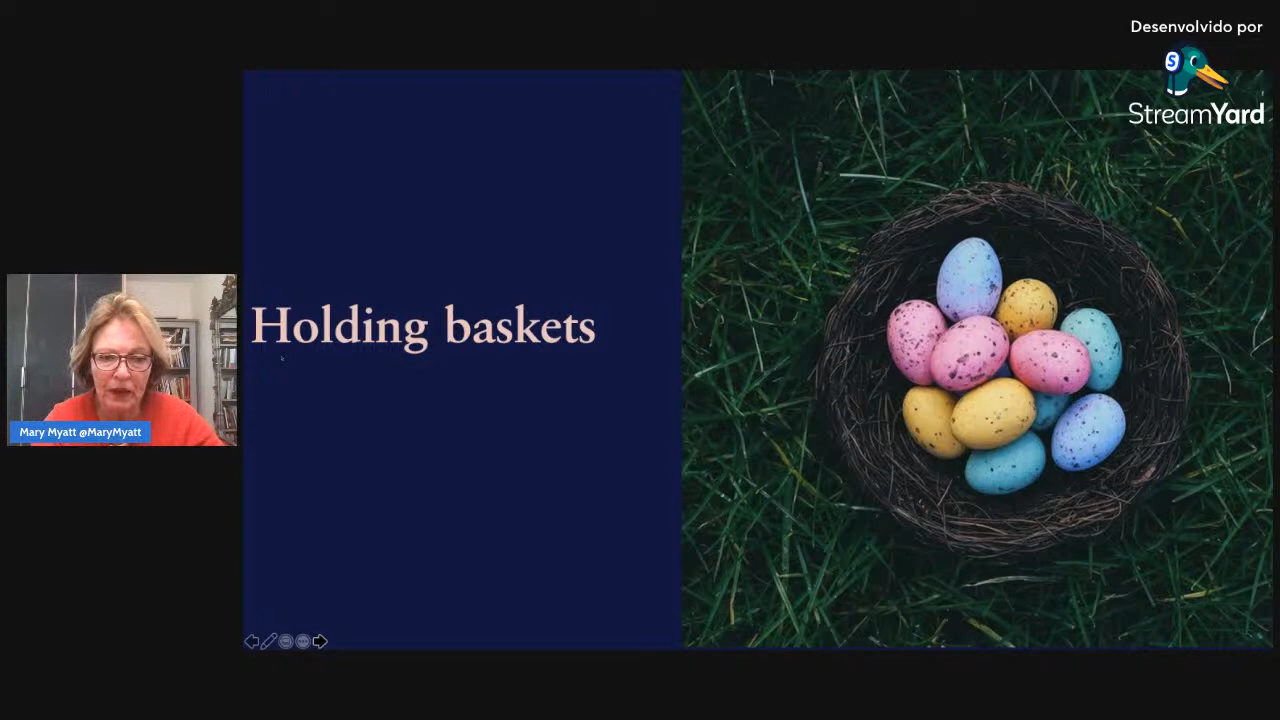 Desenvolvido por
S
StreamYard
Holding baskets
Mary Myatt @MaryMyatt